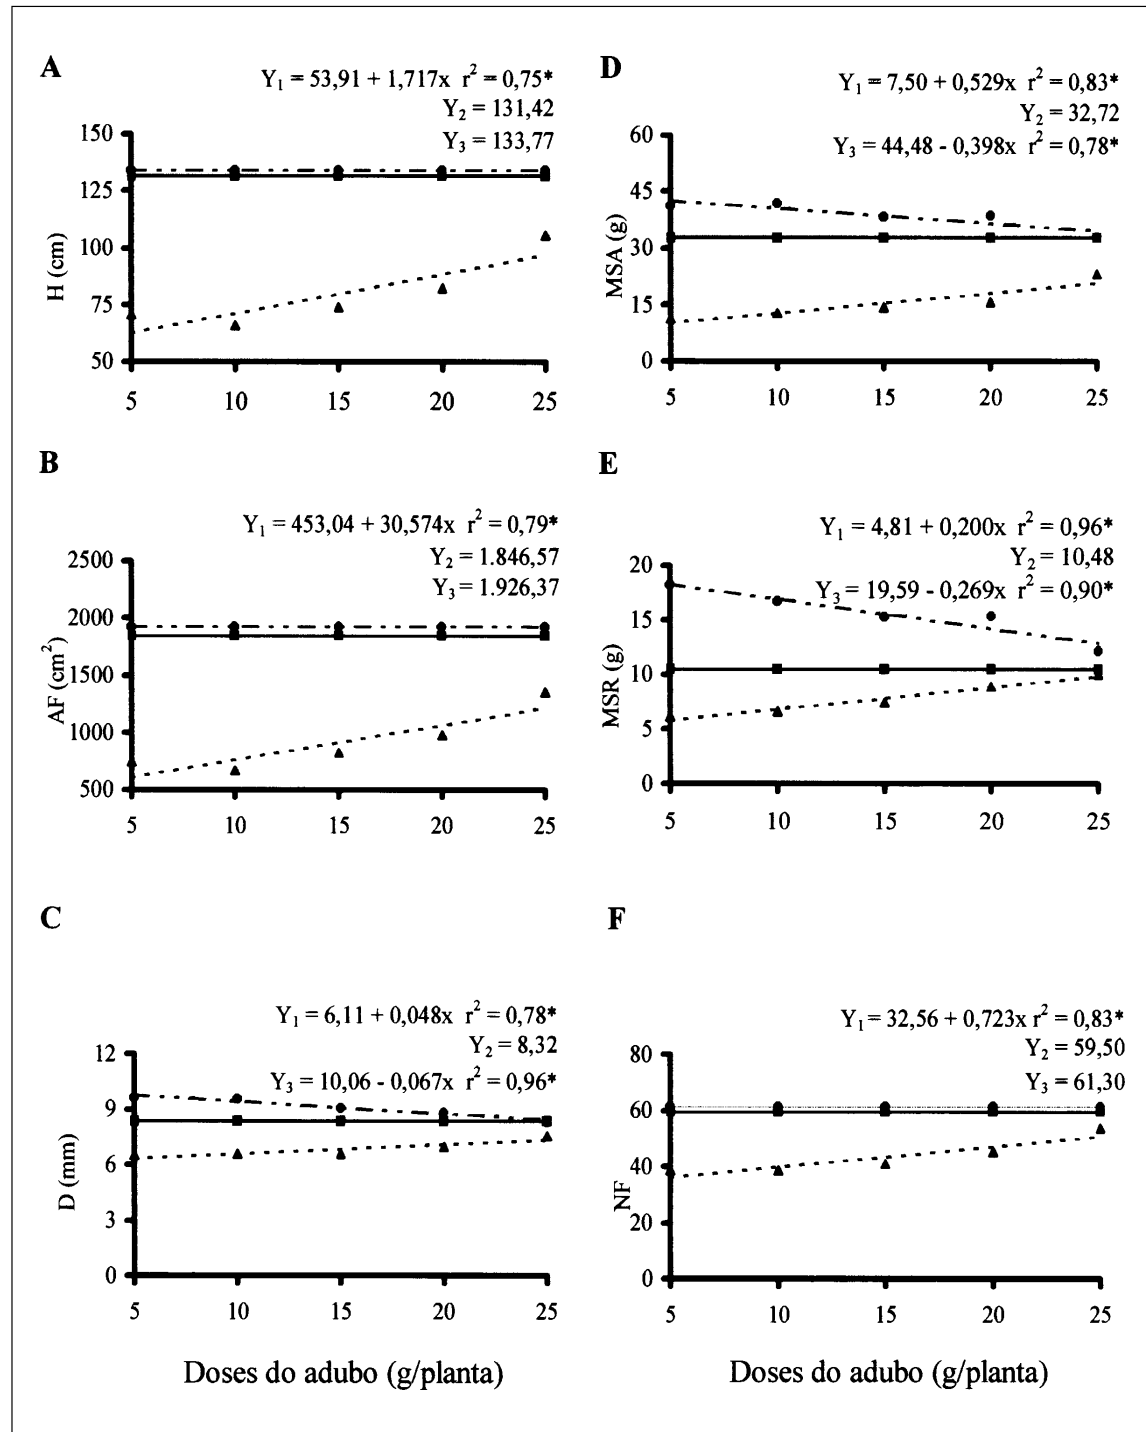 A
Y₁ = 53,91 + 1,717x r² = 0,75*
Y₂ = 131,42
Y₃ = 133,77
H (cm)
150
125
100
75
50
5 10 15 20 25
B
Y₁ = 453,04 + 30,574x r² = 0,79*
Y₂ = 1.846,57
Y₃ = 1.926,37
AF (cm²)
2500
2000
1500
1000
500
5 10 15 20 25
C
Y₁ = 6,11 + 0,048x r² = 0,78*
Y₂ = 8,32
Y₃ = 10,06 - 0,067x r² = 0,96*
D (mm)
12
9
6
3
0
5 10 15 20 25
Doses do adubo (g/planta)
D
Y₁ = 7,50 + 0,529x r² = 0,83*
Y₂ = 32,72
Y₃ = 44,48 - 0,398x r² = 0,78*
MSA (g)
60
45
30
15
0
5 10 15 20 25
E
Y₁ = 4,81 + 0,200x r² = 0,96*
Y₂ = 10,48
Y₃ = 19,59 - 0,269x r² = 0,90*
MSR (g)
20
15
10
5
0
5 10 15 20 25
F
Y₁ = 32,56 + 0,723x r² = 0,83*
Y₂ = 59,50
Y₃ = 61,30
NF
80
60
40
20
0
5 10 15 20 25
Doses do adubo (g/planta)